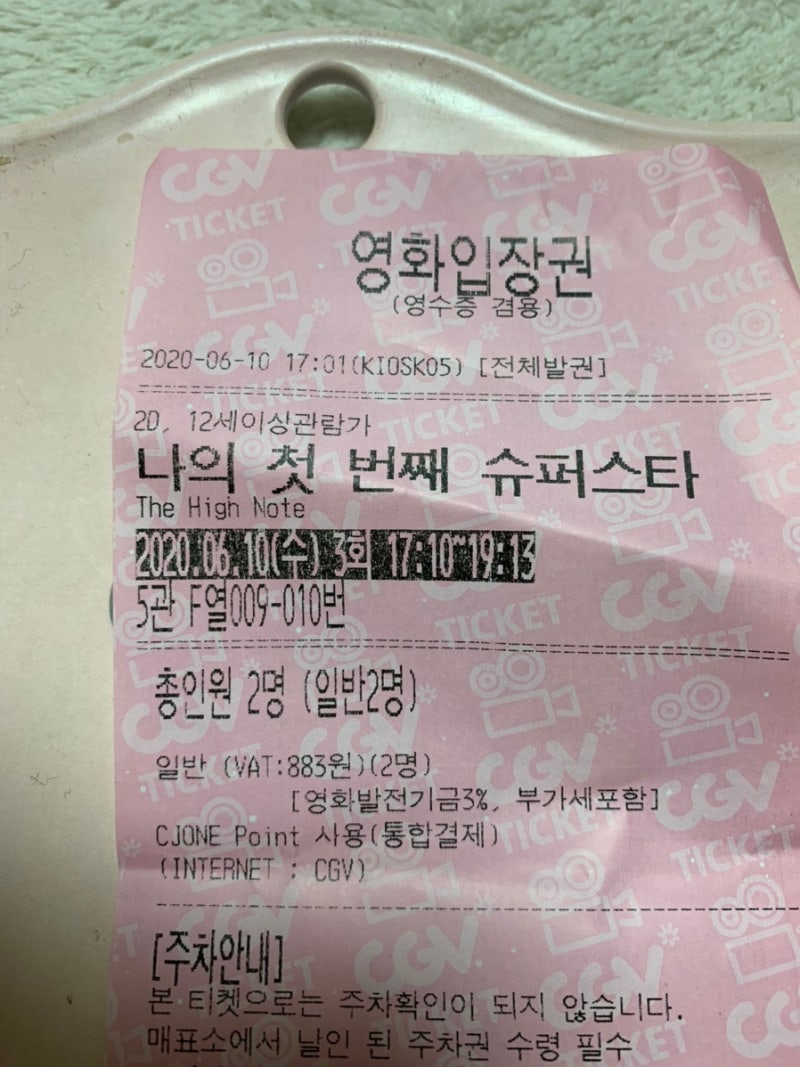 영화입장권
(영수증 겸용)
2020-06-10 17:01(KIOSK05) [전체발권]
2D, 12세이상관람가
나의 첫 번째 슈퍼스타
The High Note
2020.06.10(수) 3회 17:10~19:13
5관 F열009-010번
총인원 2명 (일반2명)
일반 (VAT:883원)(2명)
[영화발전기금3%, 부가세포함]
CJONE Point 사용(통합결제)
(INTERNET : CGV)
[주차안내]
본 티켓으로는 주차확인이 되지 않습니다.
매표소에서 날인 된 주차권 수령 필수